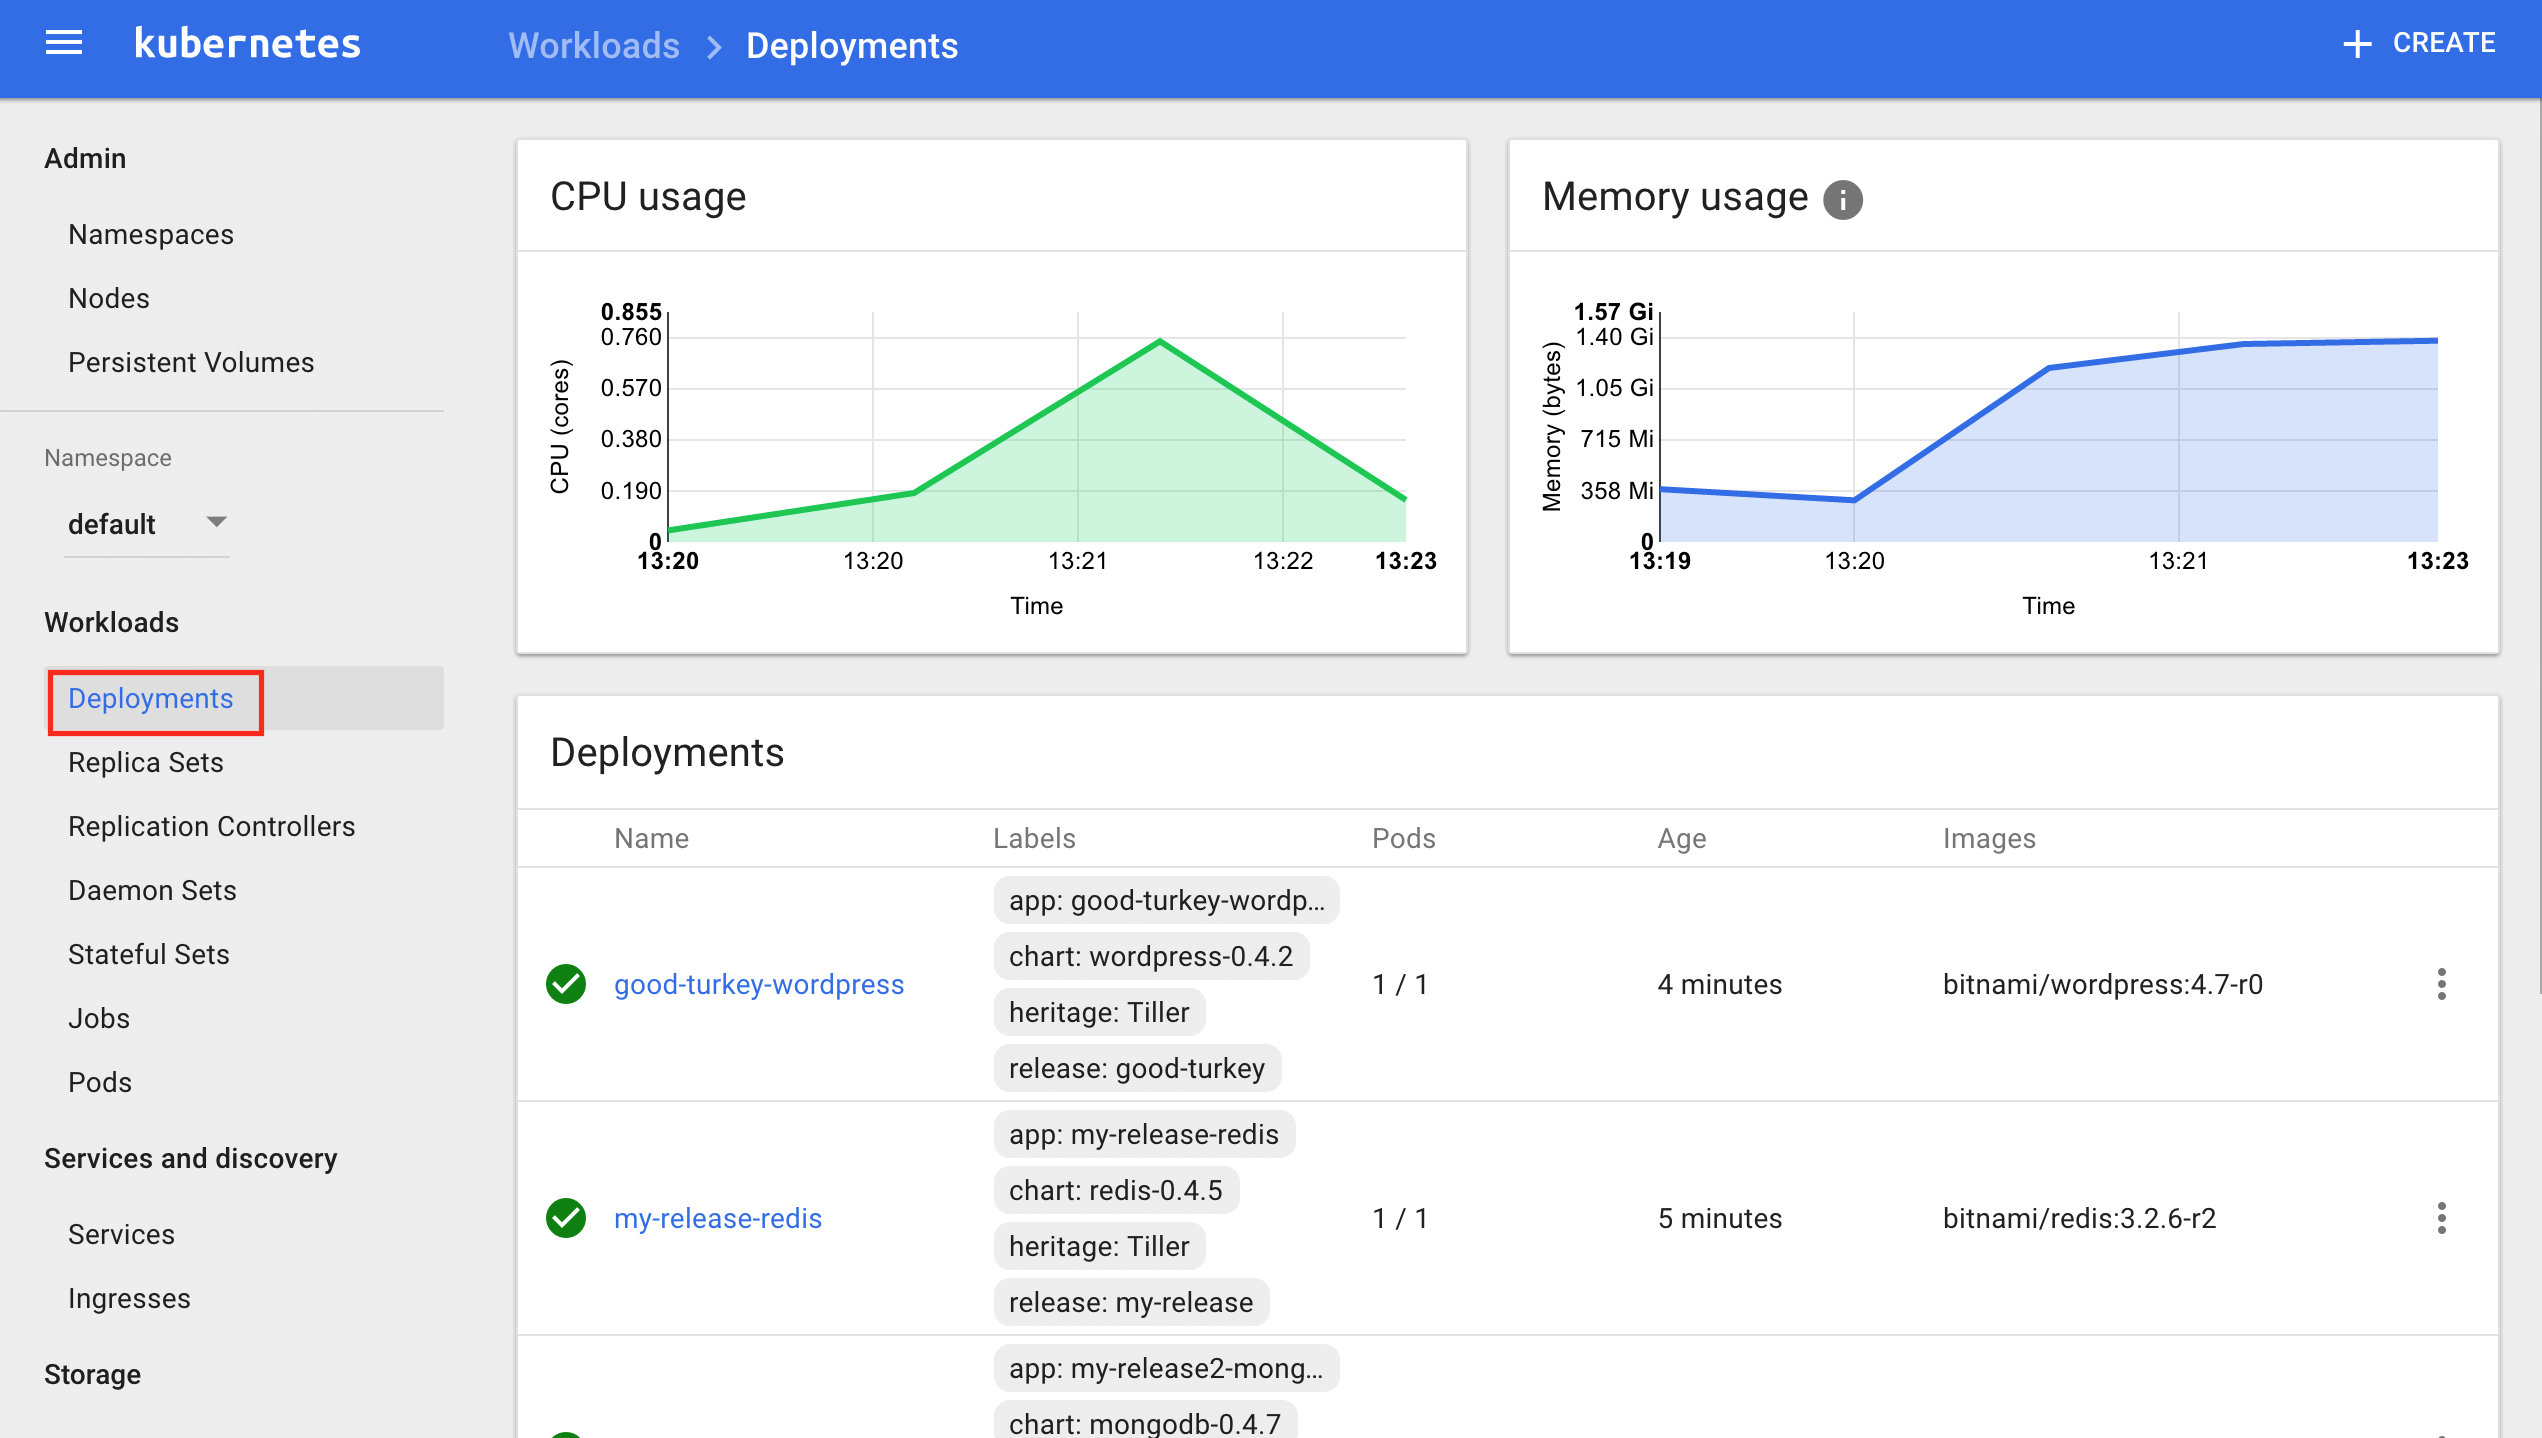 kubernetes
Workloads > Deployments
+ CREATE
Admin
Namespaces
Nodes
Persistent Volumes
Namespace
default
Workloads
Deployments
Replica Sets
Replication Controllers
Daemon Sets
Stateful Sets
Jobs
Pods
Services and discovery
Services
Ingresses
Storage
CPU usage
CPU (cores)
0.855
0.760
0.570
0.380
0.190
0
13:20 13:20 13:21 13:22 13:23
Time
Memory usage i
Memory (bytes)
1.57 Gi
1.40 Gi
1.05 Gi
715 Mi
358 Mi
0
13:19 13:20 13:21 13:23
Time
Deployments
Name Labels Pods Age Images
good-turkey-wordpress
app: good-turkey-wordp...
chart: wordpress-0.4.2
heritage: Tiller
release: good-turkey
1 / 1
4 minutes
bitnami/wordpress:4.7-r0
my-release-redis
app: my-release-redis
chart: redis-0.4.5
heritage: Tiller
release: my-release
1 / 1
5 minutes
bitnami/redis:3.2.6-r2
app: my-release2-mong...
chart: mongodb-0.4.7